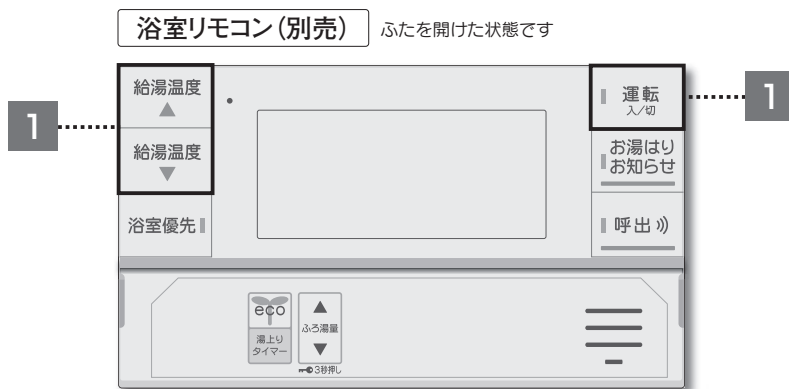 浴室リモコン(別売) ふたを開けた状態です
給湯温度
▲
給湯温度
▼
浴室優先
1
運転
入/切
1
お湯はり
お知らせ
呼出
eco
湯上り
タイマー
▲
ふろ湯量
▼
3秒押し